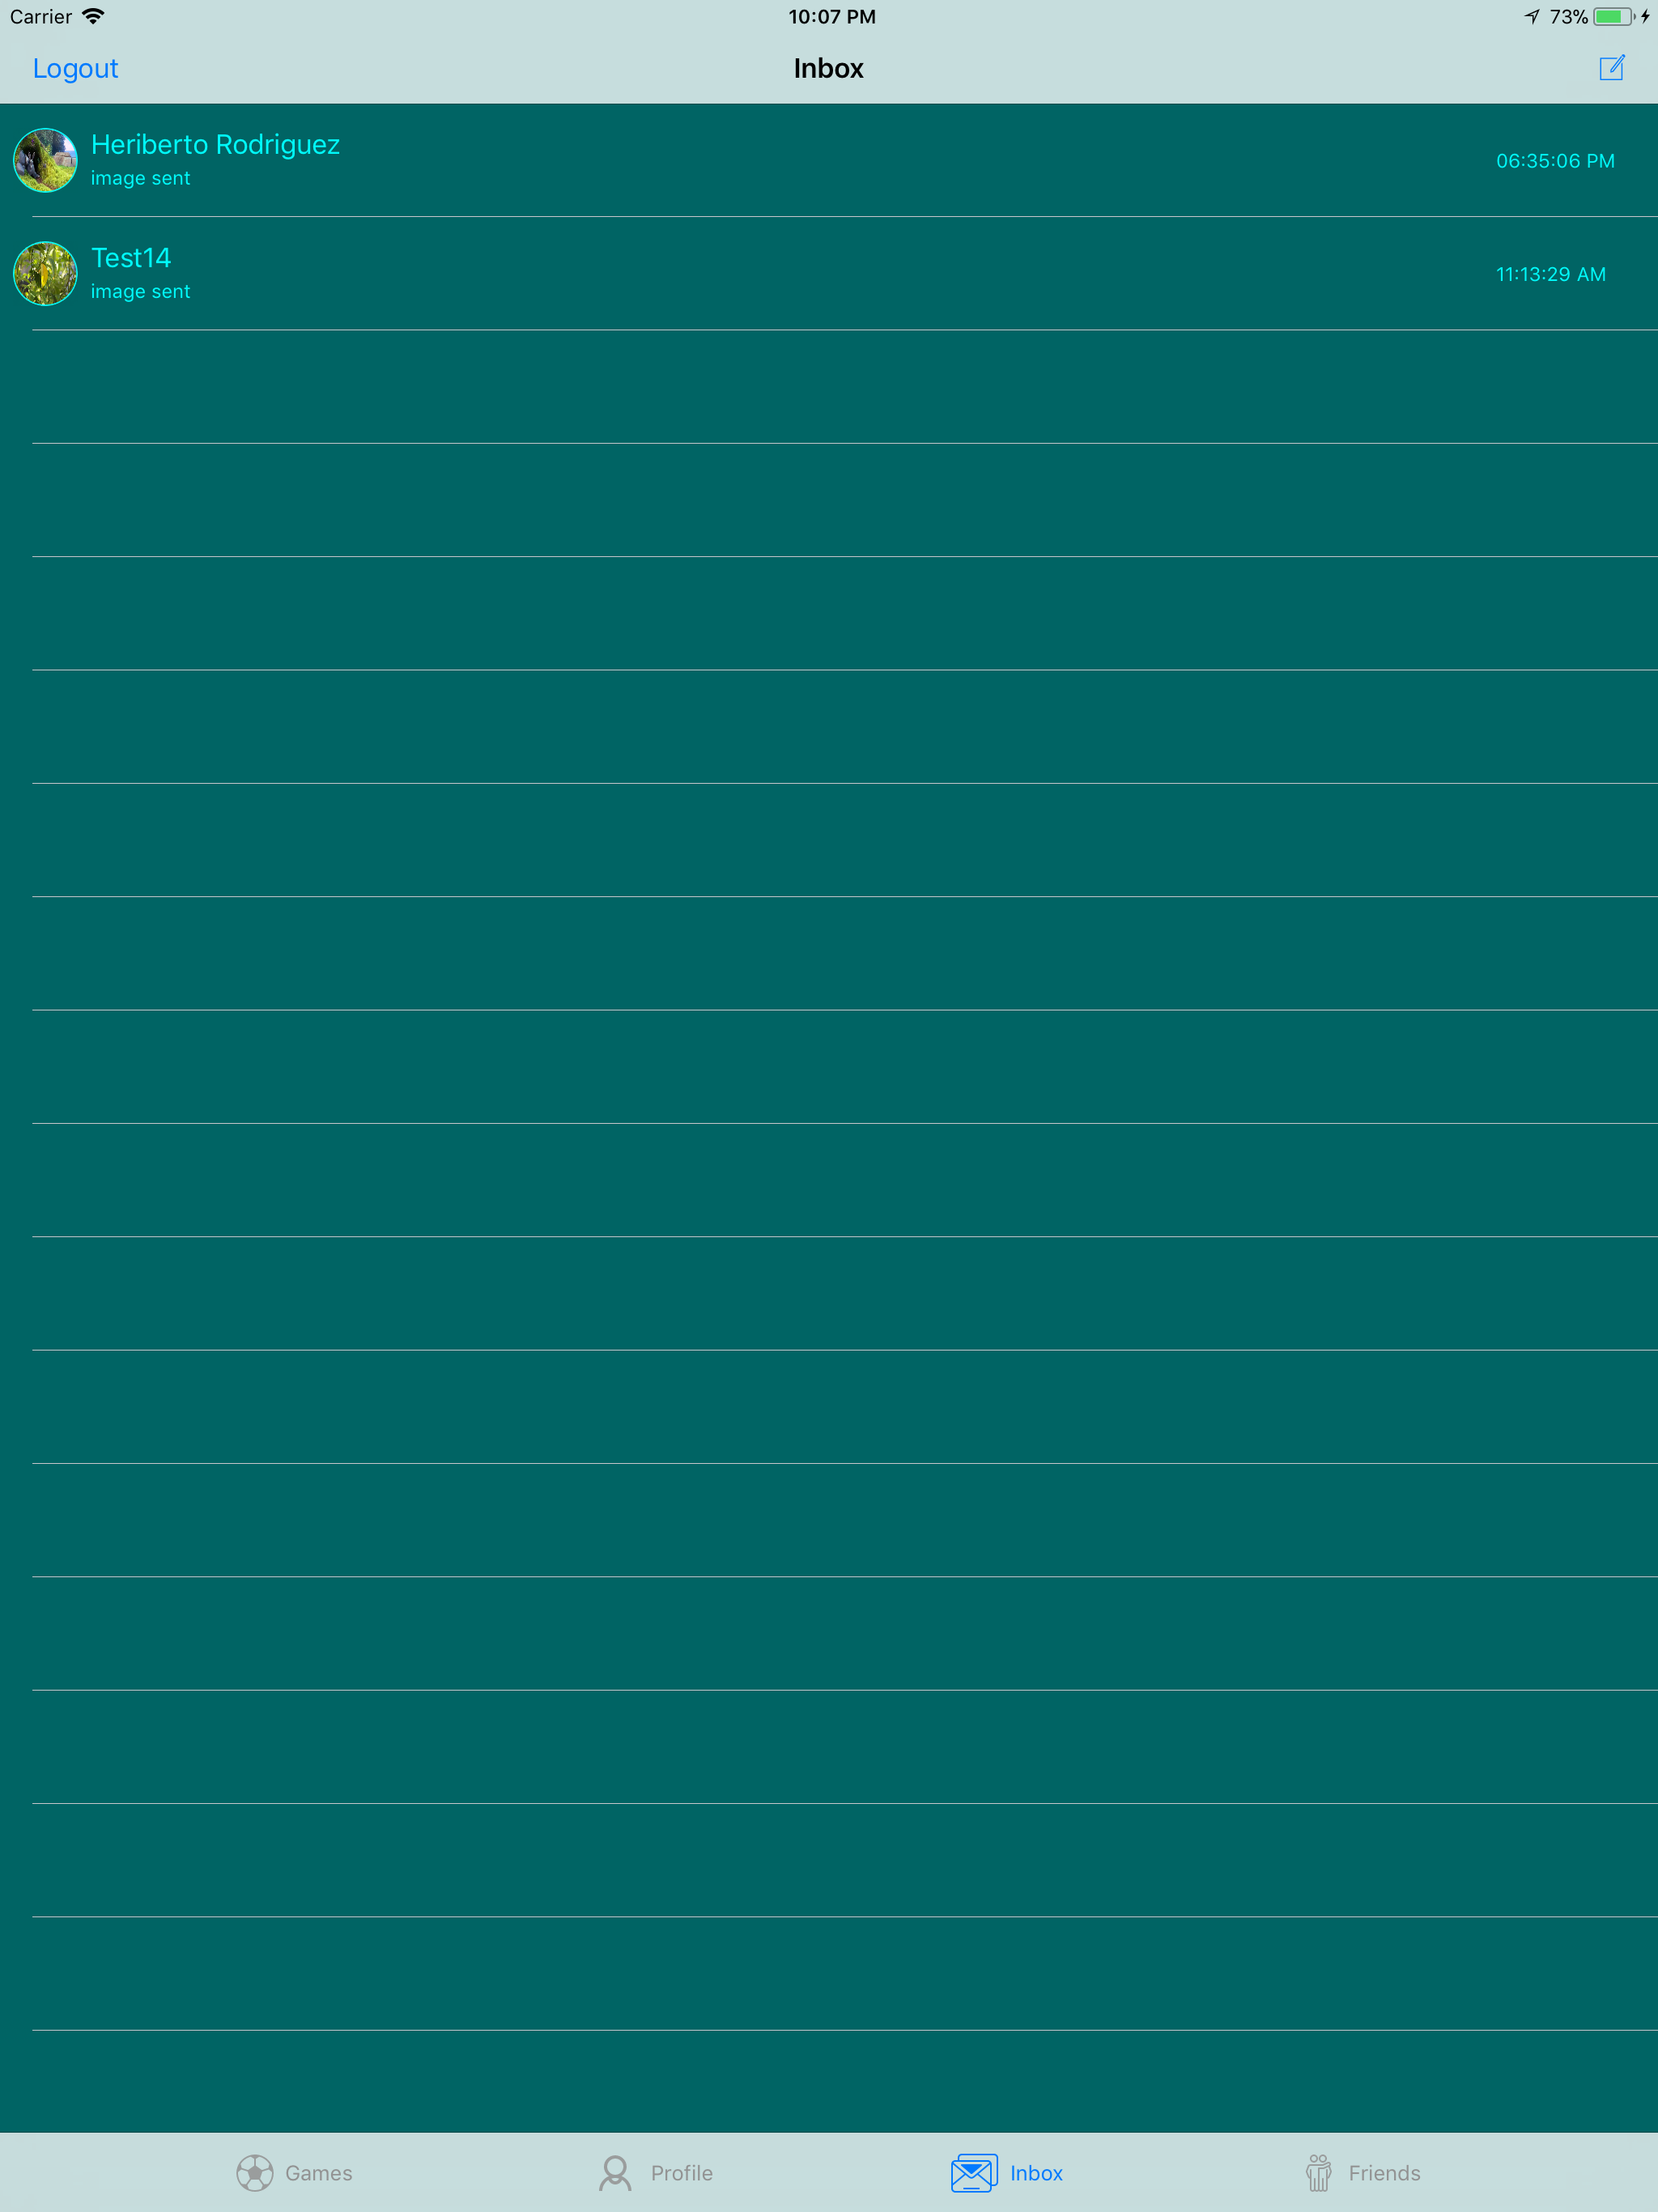 Carrier 10:07 PM 73%
Logout Inbox
Heriberto Rodriguez
image sent
06:35:06 PM
Test14
image sent
11:13:29 AM
Games Profile Inbox Friends